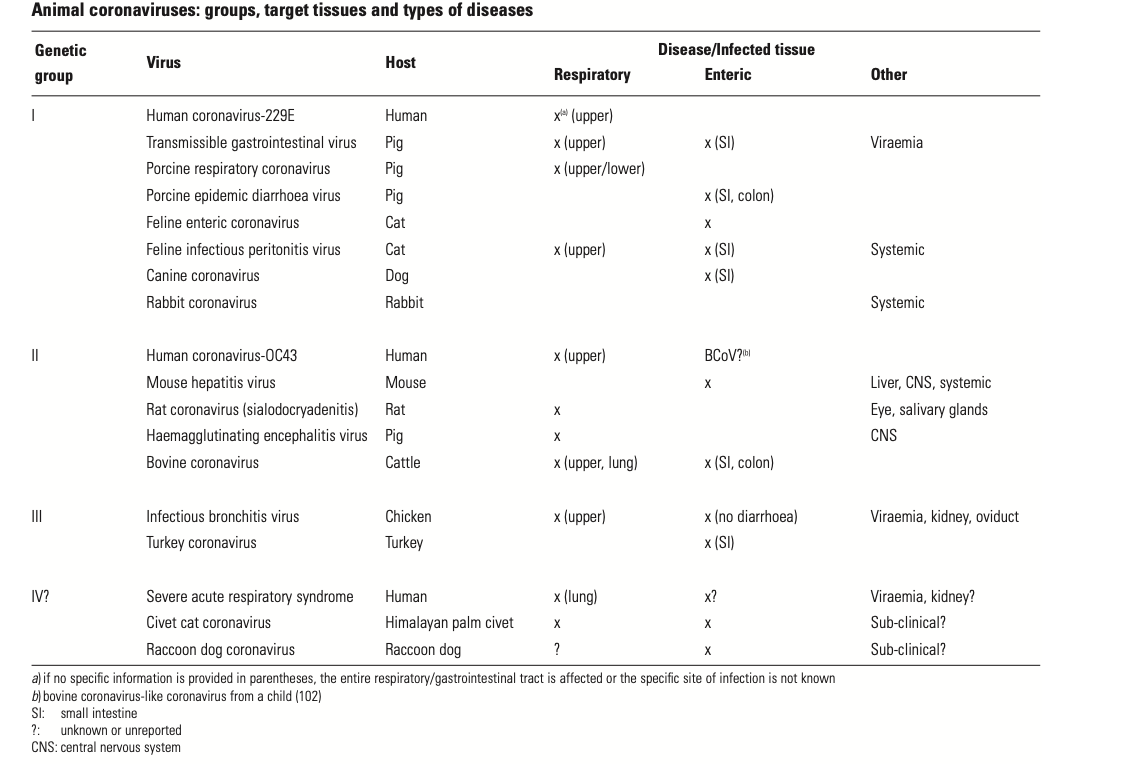 Animal coronaviruses: groups, target tissues and types of diseases
Genetic group Virus Host Disease/Infected tissue
Respiratory Enteric Other
I Human coronavirus-229E Human x(a) (upper)
Transmissible gastrointestinal virus Pig x (upper) x (SI) Viraemia
Porcine respiratory coronavirus Pig x (upper/lower)
Porcine epidemic diarrhoea virus Pig x (SI, colon)
Feline enteric coronavirus Cat x
Feline infectious peritonitis virus Cat x (upper) x (SI) Systemic
Canine coronavirus Dog x (SI)
Rabbit coronavirus Rabbit Systemic
II Human coronavirus-OC43 Human x (upper) BCoV?(b)
Mouse hepatitis virus Mouse x Liver, CNS, systemic
Rat coronavirus (sialodocryadenitis) Rat x Eye, salivary glands
Haemagglutinating encephalitis virus Pig x CNS
Bovine coronavirus Cattle x (upper, lung) x (SI, colon)
III Infectious bronchitis virus Chicken x (upper) x (no diarrhoea) Viraemia, kidney, oviduct
Turkey coronavirus Turkey x (SI)
IV? Severe acute respiratory syndrome Human x (lung) x? Viraemia, kidney?
Civet cat coronavirus Himalayan palm civet x x Sub-clinical?
Raccoon dog coronavirus Raccoon dog ? x Sub-clinical?
a) if no specific information is provided in parentheses, the entire respiratory/gastrointestinal tract is affected or the specific site of infection is not known
b) bovine coronavirus-like coronavirus from a child (102)
SI: small intestine
?: unknown or unreported
CNS: central nervous system